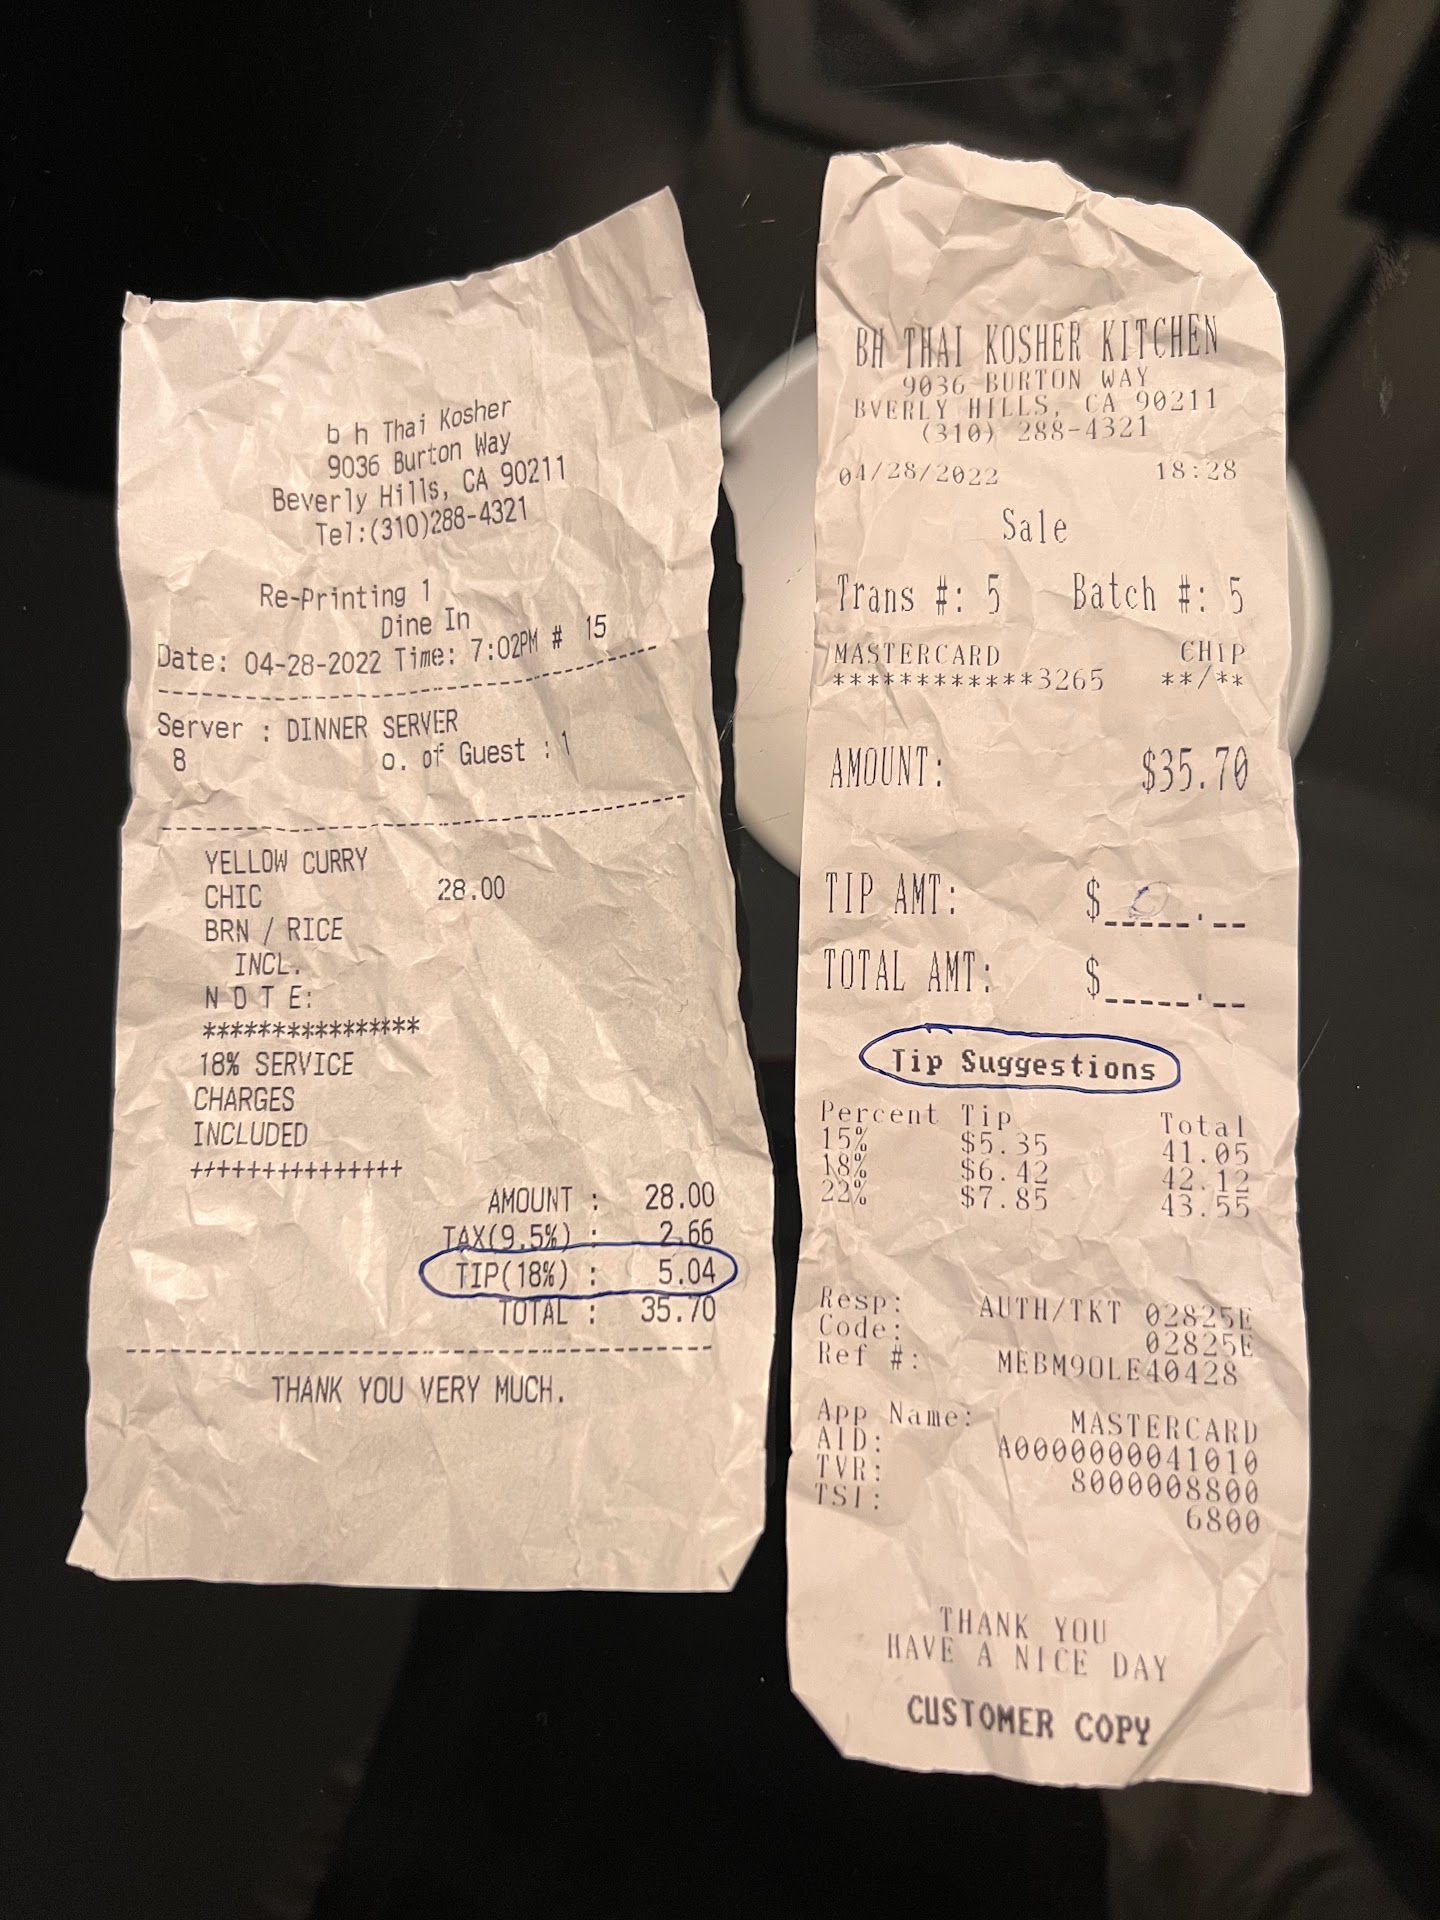 b h Thai Kosher
9036 Burton Way
Beverly Hills, CA 90211
Tel:(310)288-4321
Re-Printing 1
Dine In
Date: 04-28-2022 Time: 7:02PM # 15
Server : DINNER SERVER
8 o. of Guest : 1
YELLOW CURRY
CHIC 28.00
BRN / RICE
INCL.
N O T E:
****************
18% SERVICE
CHARGES
INCLUDED
+++++++++++++++
AMOUNT : 28.00
TAX(9.5%) : 2.66
TIP(18%) : 5.04
TOTAL : 35.70
THANK YOU VERY MUCH.
BH THAI KOSHER KITCHEN
9036 BURTON WAY
BVERLY HILLS, CA 90211
(310) 288-4321
04/28/2022 18:28
Sale
Trans #: 5 Batch #: 5
MASTERCARD CHIP
************3265 **/**
AMOUNT: $35.70
TIP AMT: $ 0
TOTAL AMT: $
Tip Suggestions
Percent Tip Total
15% $5.35 41.05
18% $6.42 42.12
22% $7.85 43.55
Resp: AUTH/TKT 02825E
Code: 02825E
Ref #: MEBM9OLE40428
App Name: MASTERCARD
AID: A0000000041010
TVR: 8000008800
TSI: 6800
THANK YOU
HAVE A NICE DAY
CUSTOMER COPY